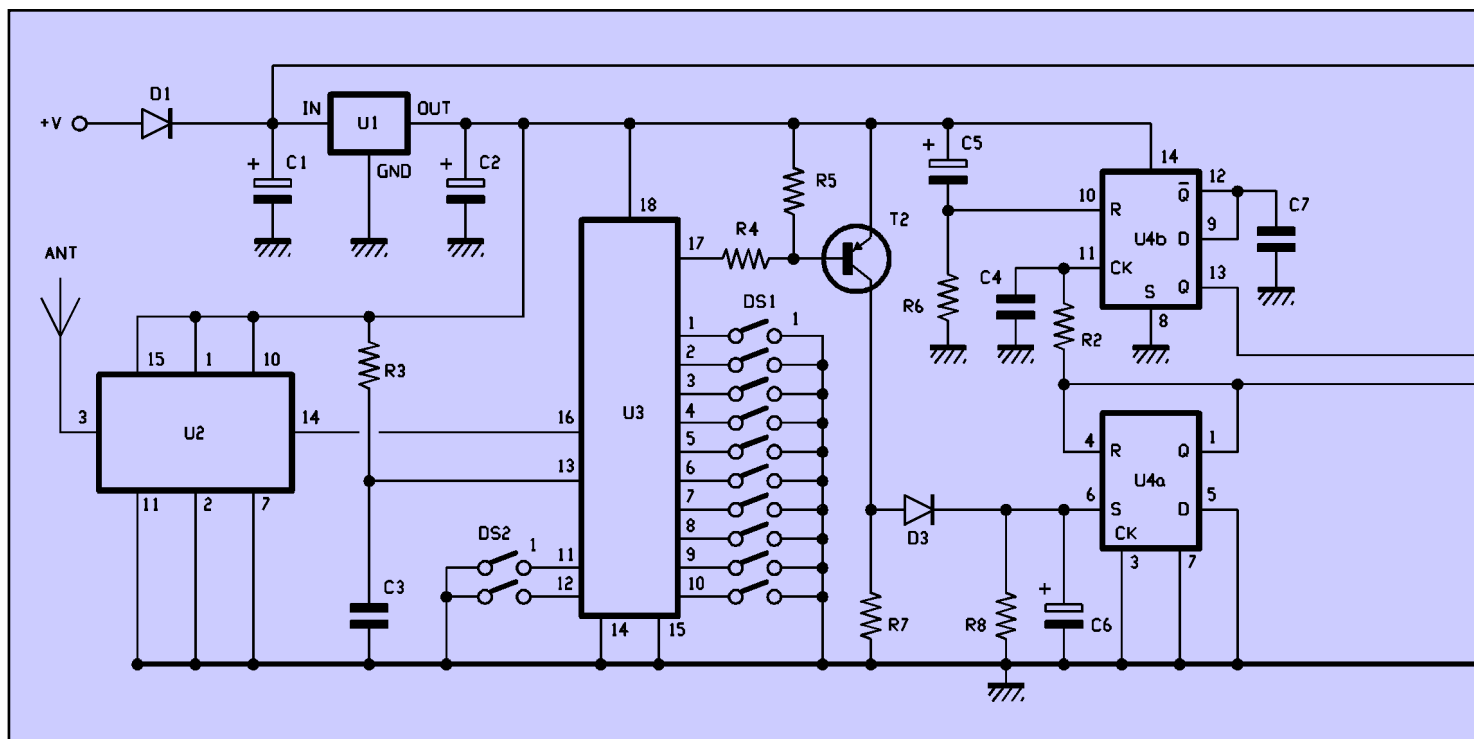 D1
+V
IN
U1
OUT
GND
+ C1
+ C2
ANT
15
1
10
3
U2
14
11
2
7
R3
C3
16
13
18
17
U3
1
2
3
4
5
6
7
8
9
10
11
12
14
15
DS2
1
DS1
1
R4
R5
T2
+ C5
R6
C4
R2
14
10
R
Q
12
U4b
D
9
11
CK
Q
13
S
8
C7
4
R
Q
1
U4a
6
S
D
5
CK
3
7
D3
R7
R8
+
C6